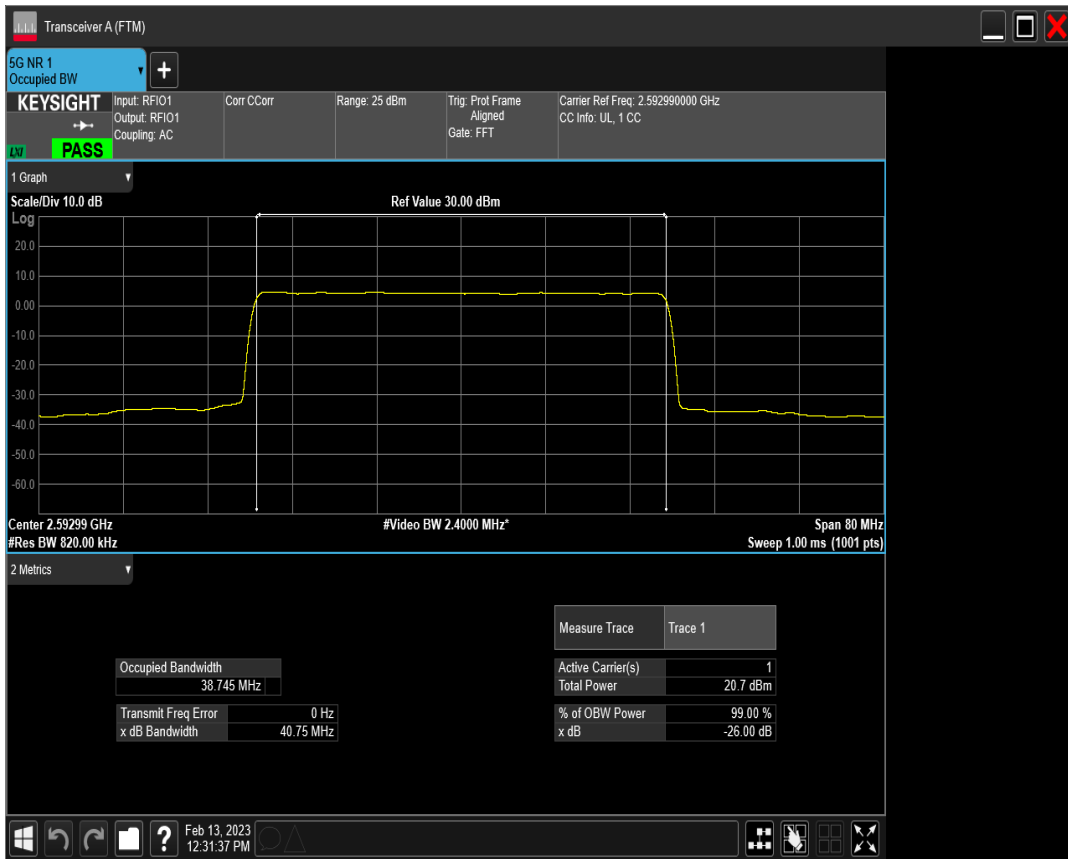 Transceiver A (FTM)
5G NR 1
Occupied BW
+
KEYSIGHT
LXI
PASS
Input: RFIO1
Output: RFIO1
Coupling: AC
Corr CCorr
Range: 25 dBm
Trig: Prot Frame
Aligned
Gate: FFT
Carrier Ref Freq: 2.592990000 GHz
CC Info: UL, 1 CC
1 Graph
Scale/Div 10.0 dB
Ref Value 30.00 dBm
Log
20.0
10.0
0.00
-10.0
-20.0
-30.0
-40.0
-50.0
-60.0
Center 2.59299 GHz
#Video BW 2.4000 MHz*
Span 80 MHz
#Res BW 820.00 kHz
Sweep 1.00 ms (1001 pts)
2 Metrics
Measure Trace Trace 1
Occupied Bandwidth
38.745 MHz
Active Carrier(s) 1
Total Power 20.7 dBm
Transmit Freq Error 0 Hz
x dB Bandwidth 40.75 MHz
% of OBW Power 99.00 %
x dB -26.00 dB
?
Feb 13, 2023
12:31:37 PM